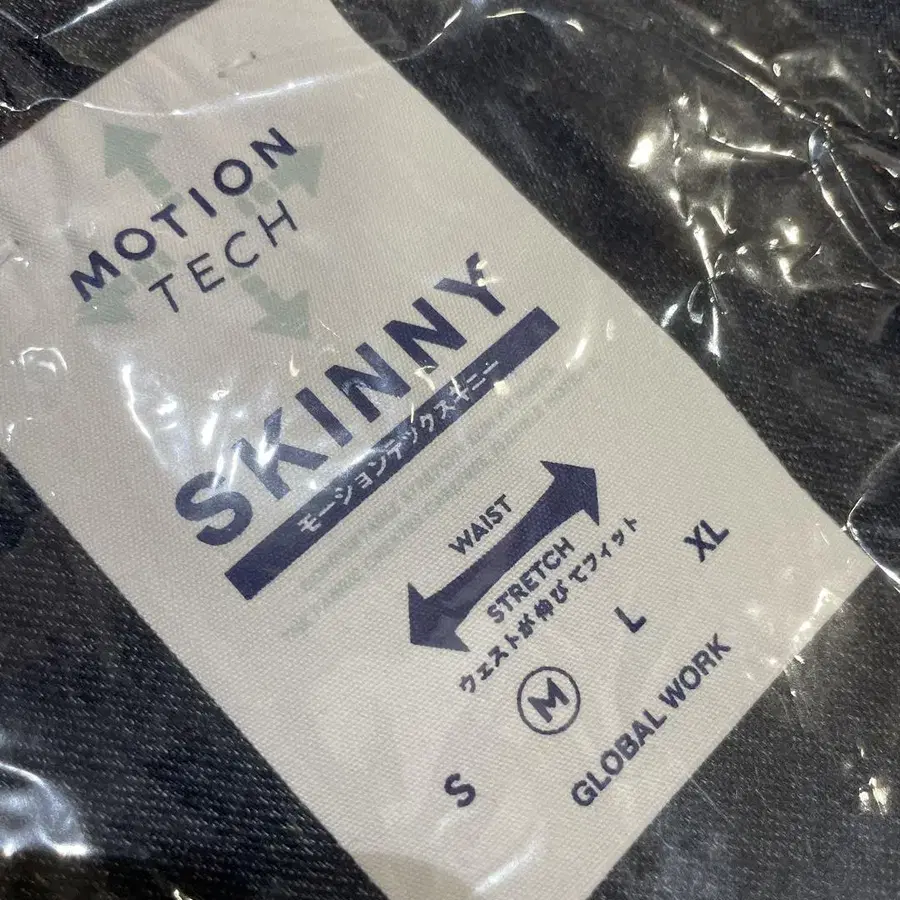 MOTION
TECH
SKINNY
モーションテックスキニー
WAIST
STRETCH
ウェストが伸びてフィット
S M L XL
GLOBAL WORK